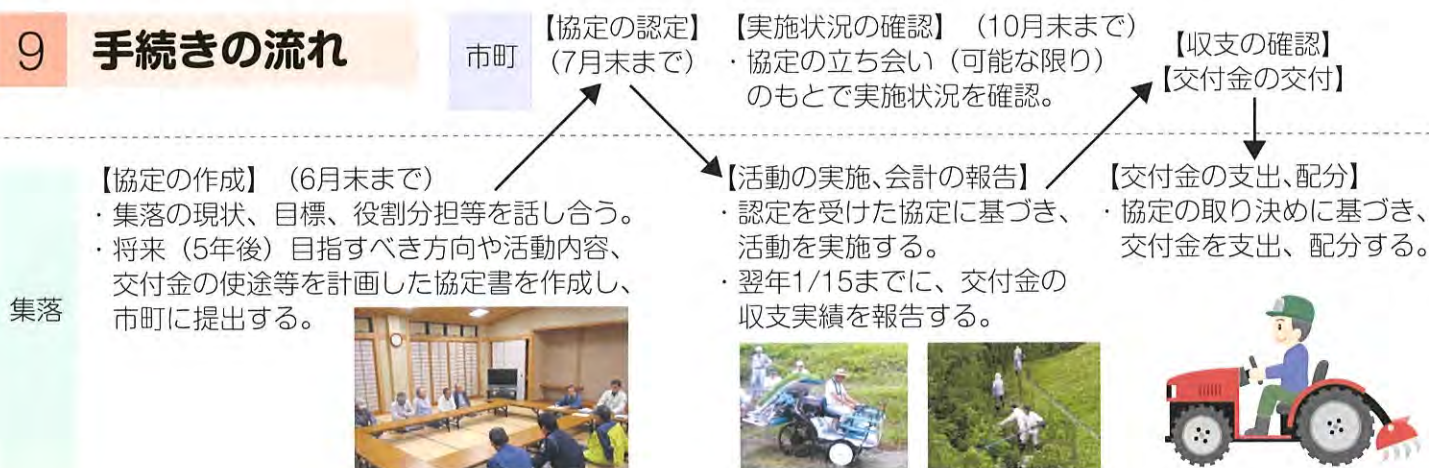 9 手続きの流れ
市町
【協定の認定】
(7月末まで)
【実施状況の確認】 (10月末まで)
・協定の立ち会い（可能な限り）
のもとで実施状況を確認。
【収支の確認】
【交付金の交付】
集落
【協定の作成】 (6月末まで)
・集落の現状、目標、役割分担等を話し合う。
・将来（5年後）目指すべき方向や活動内容、
交付金の使途等を計画した協定書を作成し、
市町に提出する。
【活動の実施、会計の報告】
・認定を受けた協定に基づき、
活動を実施する。
・翌年1/15までに、交付金の
収支実績を報告する。
【交付金の支出、配分】
・協定の取り決めに基づき、
交付金を支出、配分する。